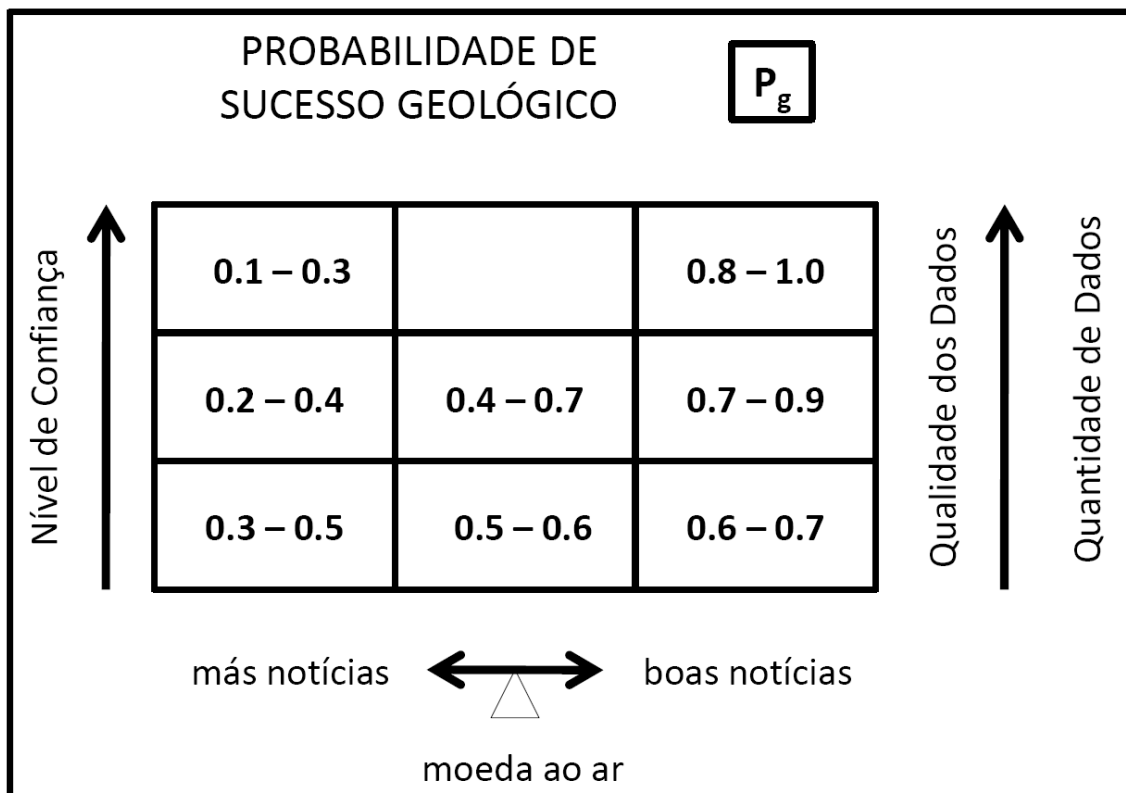 PROBABILIDADE DE
SUCESSO GEOLÓGICO
Pg
Nível de Confiança
0.1 – 0.3
0.8 – 1.0
0.2 – 0.4
0.4 – 0.7
0.7 – 0.9
0.3 – 0.5
0.5 – 0.6
0.6 – 0.7
Qualidade dos Dados
Quantidade de Dados
más notícias
boas notícias
moeda ao ar